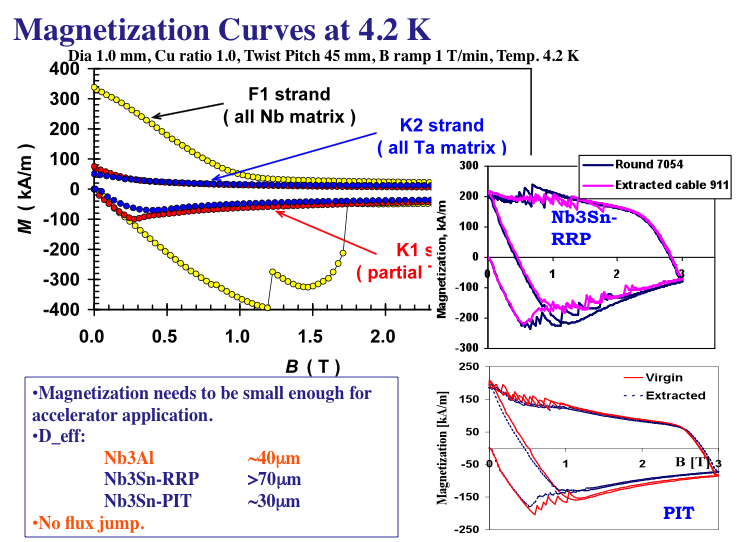 Magnetization Curves at 4.2 K
Dia 1.0 mm, Cu ratio 1.0, Twist Pitch 45 mm, B ramp 1 T/min, Temp. 4.2 K
400
300
200
100
0
-100
-200
-300
-400
M ( kA/m )
0.0
0.5
1.0
1.5
2.0
B ( T )
F1 strand
( all Nb matrix )
K2 strand
( all Ta matrix )
K1 s
( partial
300
200
100
0
-100
-200
-300
Magnetization, kA/m
0
1
2
3
Round 7054
Extracted cable 911
Nb3Sn-
RRP
•Magnetization needs to be small enough for
accelerator application.
•D_eff:
Nb3Al ~40μm
Nb3Sn-RRP >70μm
Nb3Sn-PIT ~30μm
•No flux jump.
250
150
50
-50
-150
-250
Magnetization [kA/m]
0
1
2
3
B [T]
Virgin
Extracted
PIT